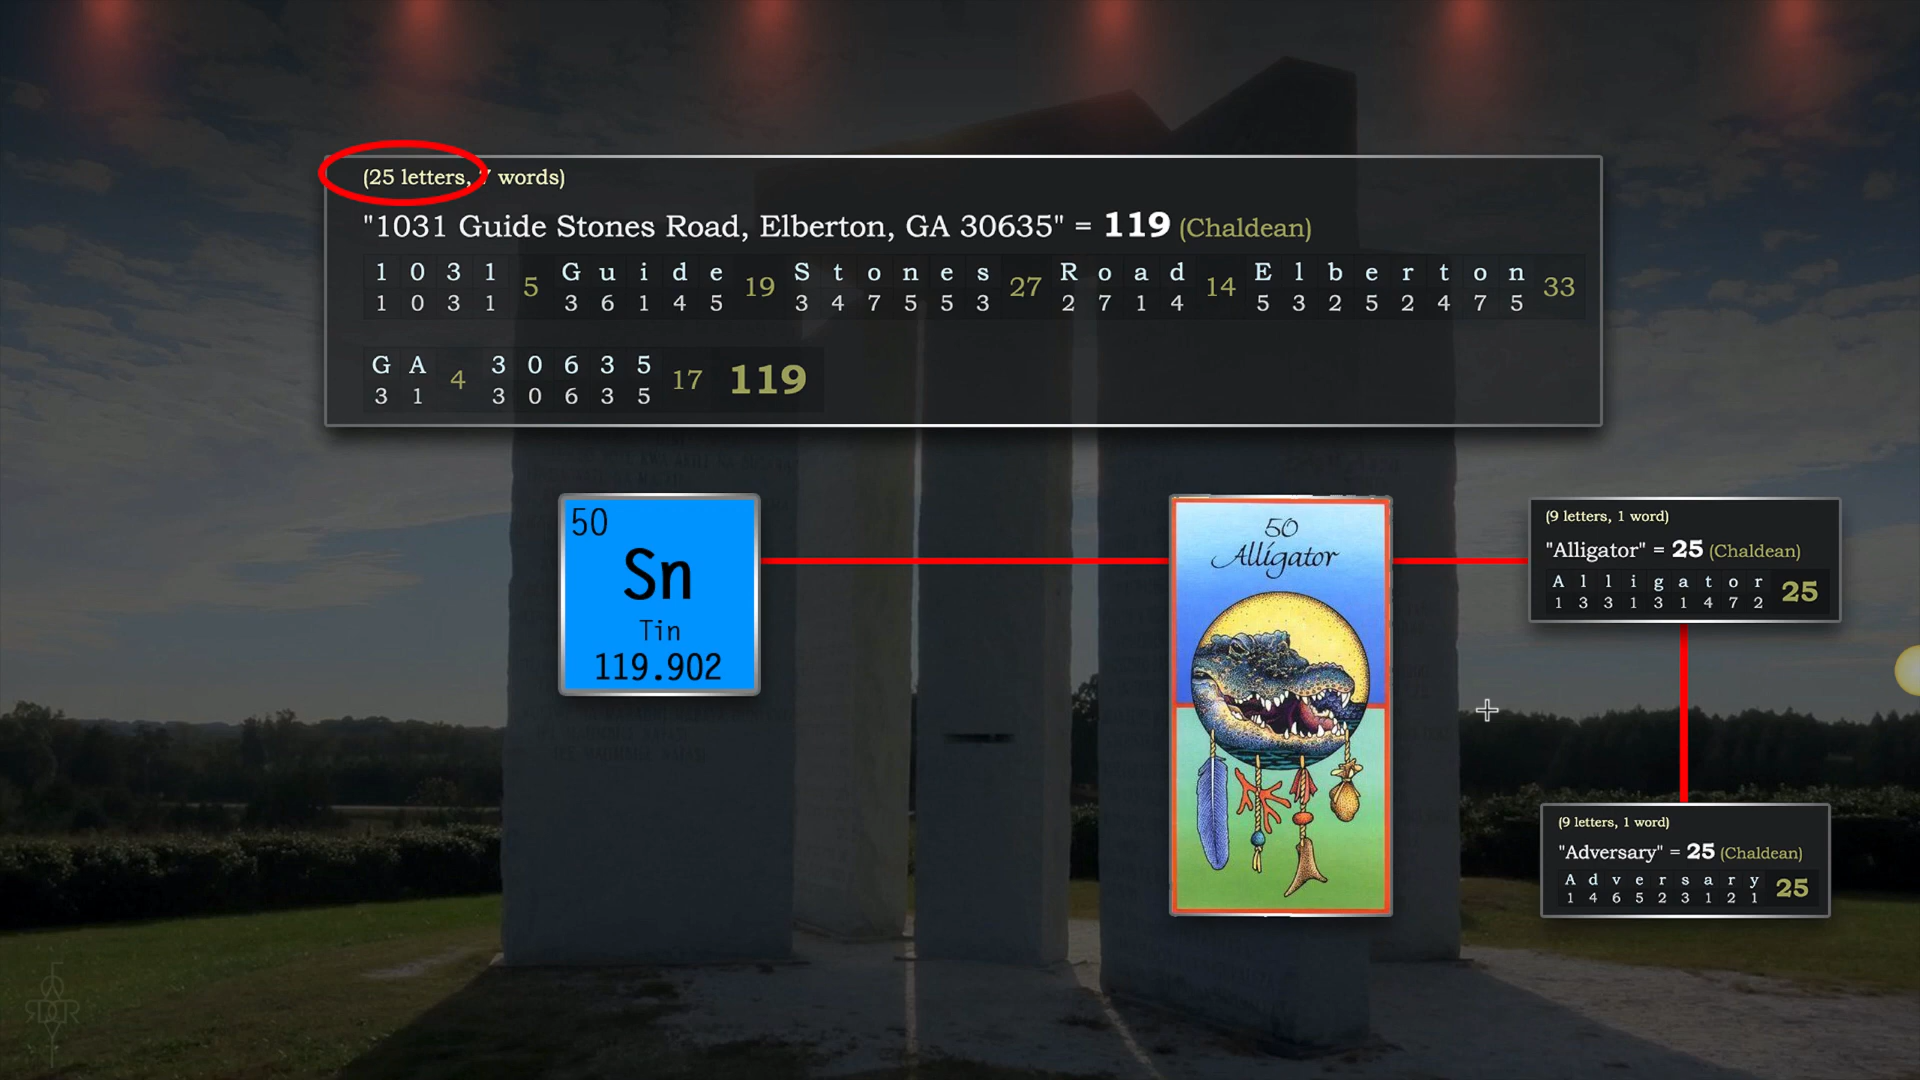 (25 letters, 7 words)
"1031 Guide Stones Road, Elberton, GA 30635" = 119 (Chaldean)
1 0 3 1 5 G u i d e 19 S t o n e s 27 R o a d 14 E l b e r t o n 33
1 0 3 1 3 6 1 4 5 3 4 7 5 5 3 2 7 1 4 5 3 2 5 2 4 7 5
G A 4 3 0 6 3 5 17 119
3 1 3 0 6 3 5
50
Sn
Tin
119.902
50
Alligator
(9 letters, 1 word)
"Alligator" = 25 (Chaldean)
A l l i g a t o r 25
1 3 3 1 3 1 4 7 2
(9 letters, 1 word)
"Adversary" = 25 (Chaldean)
A d v e r s a r y 25
1 4 6 5 2 3 1 2 1